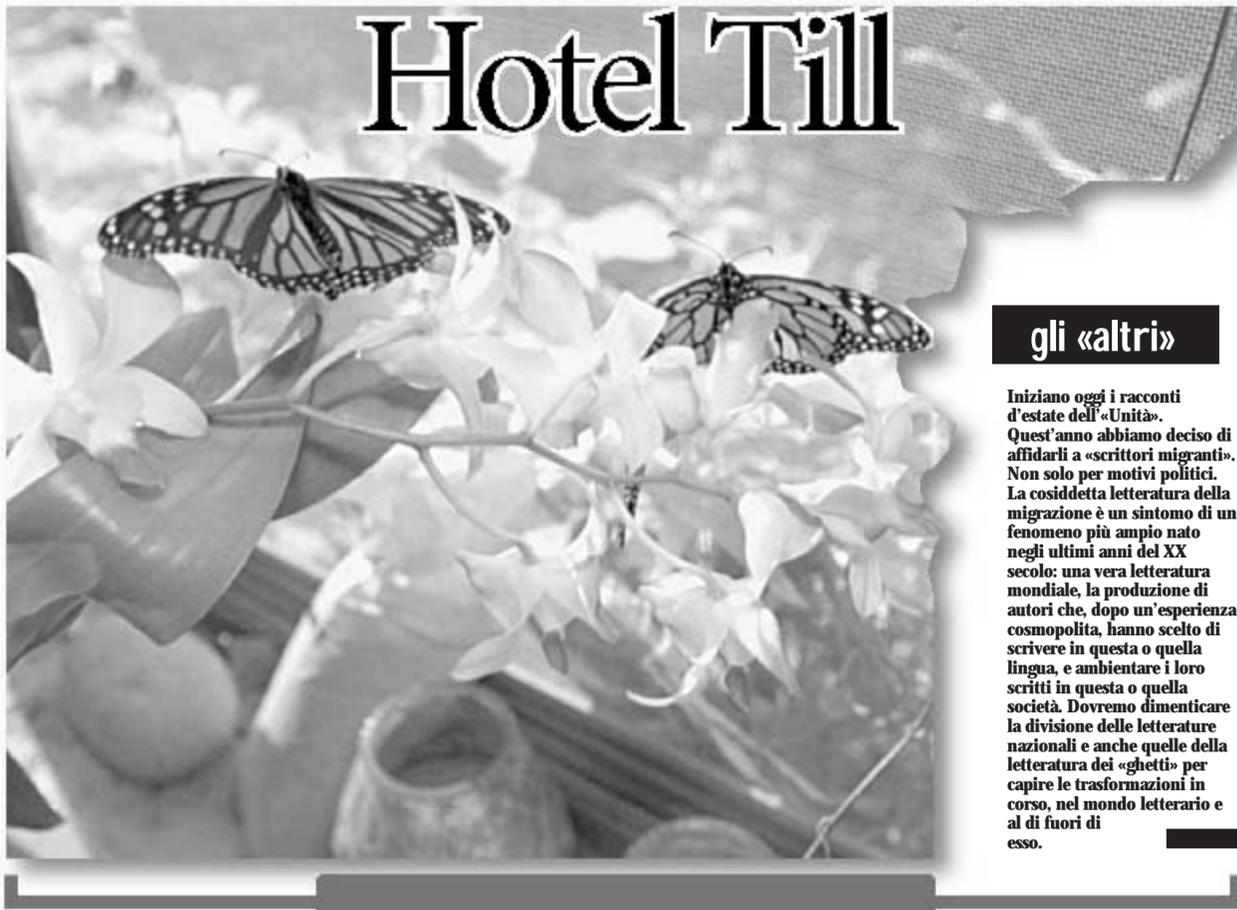 Hotel Till
gli «altri»
Iniziano oggi i racconti
d'estate dell'«Unità».
Quest'anno abbiamo deciso di
affidarli a «scrittori migranti».
Non solo per motivi politici.
La cosiddetta letteratura della
migrazione è un sintomo di un
fenomeno più ampio nato
negli ultimi anni del XX
secolo: una vera letteratura
mondiale, la produzione di
autori che, dopo un'esperienza
cosmopolita, hanno scelto di
scrivere in questa o quella
lingua, e ambientare i loro
scritti in questa o quella
società. Dovremo dimenticare
la divisione delle letterature
nazionali e anche quelle della
letteratura dei «ghetti» per
capire le trasformazioni in
corso, nel mondo letterario e
al di fuori di
esso.